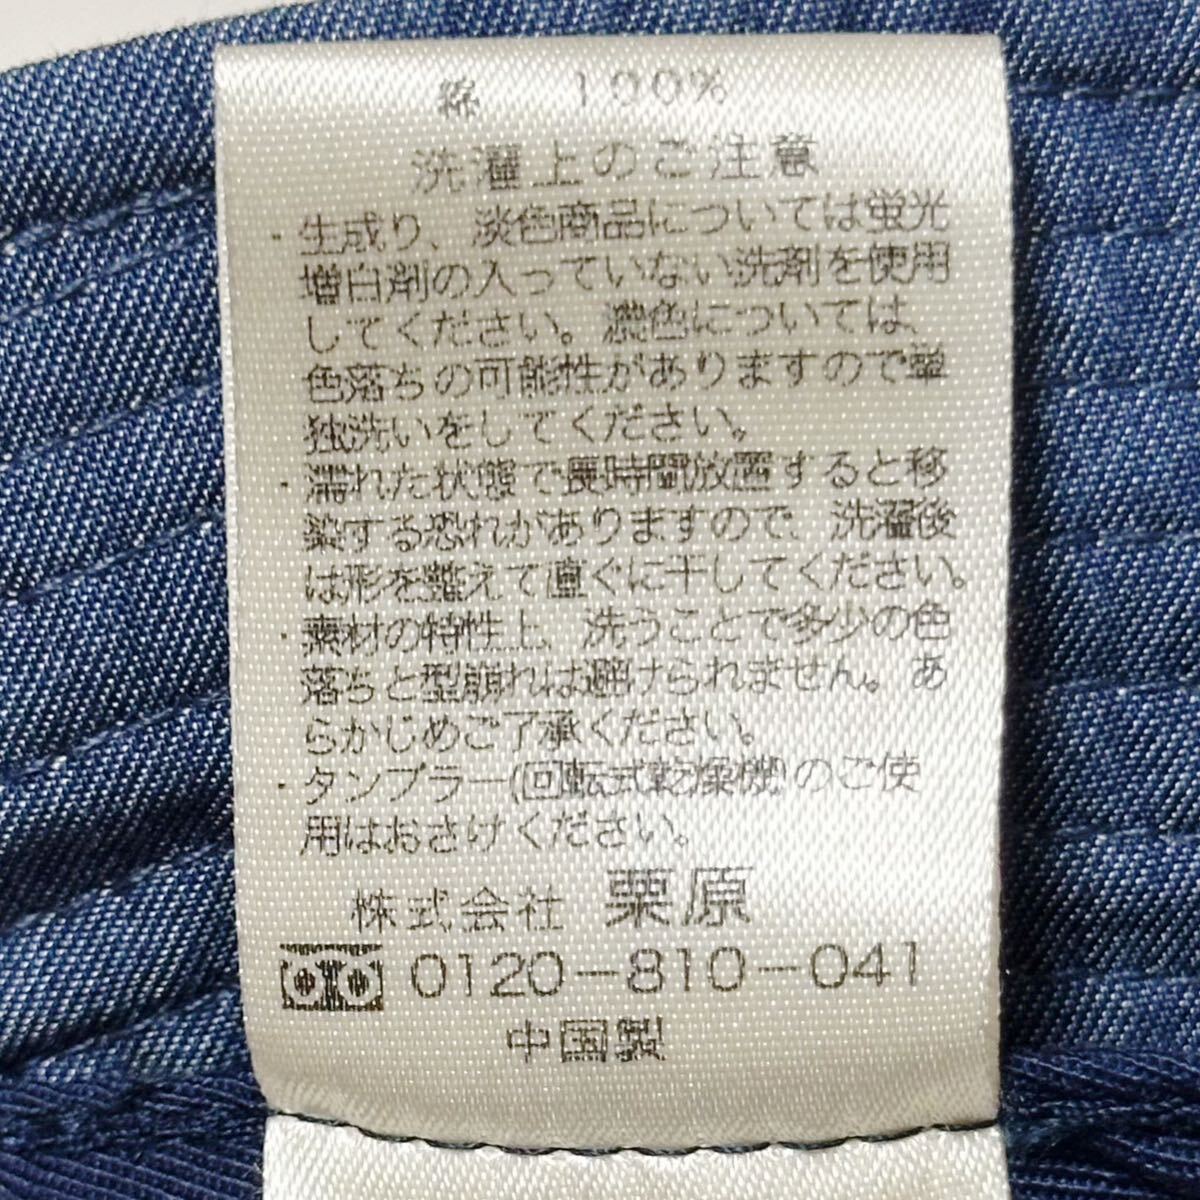 綿 100%
洗濯上のご注意
・生成り、淡色商品については蛍光
増白剤の入っていない洗剤を使用
してください。濃色については、
色落ちの可能性がありますので単
独洗いをしてください。
・濡れた状態で長時間放置すると移
染する恐れがありますので、洗濯後
は形を整えて直ぐに干してください。
・素材の特性上、洗うことで多少の色
落ちと型崩れは避けられません。あ
らかじめご了承ください。
・タンブラー(回転式乾燥機)のご使
用はおさけください。
株式会社 栗原
0120-810-041
中国製